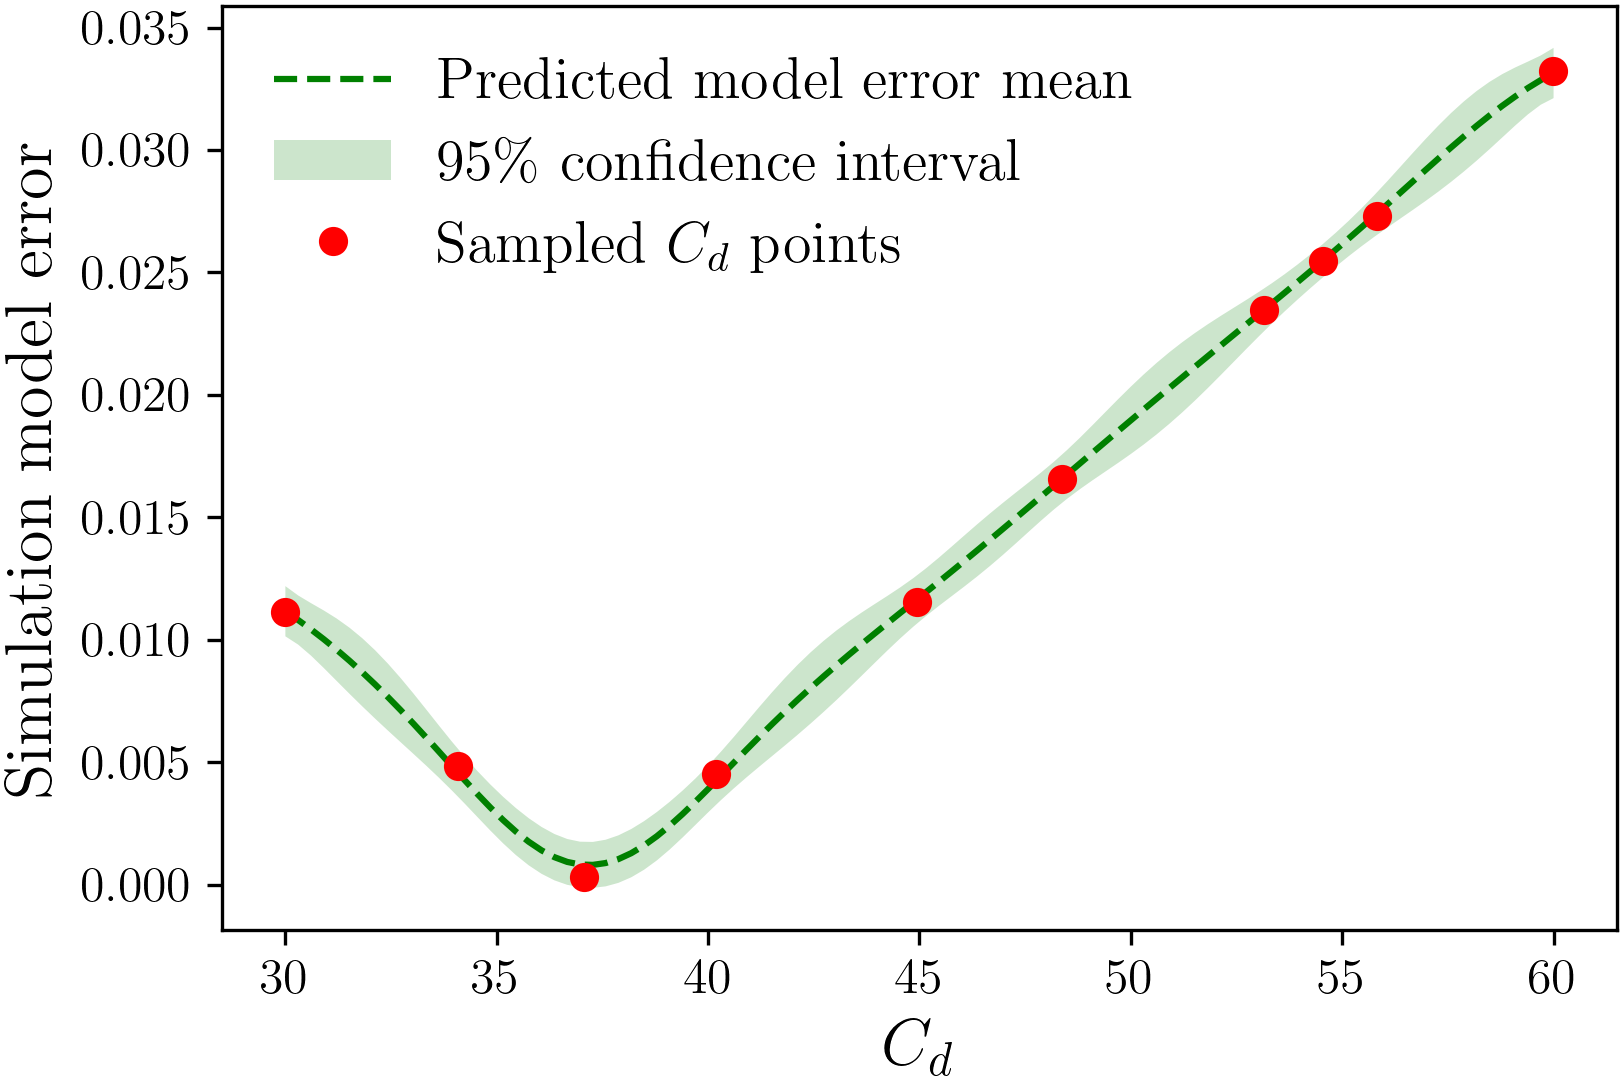 Simulation model error
0.035
0.030
0.025
0.020
0.015
0.010
0.005
0.000
Predicted model error mean
95% confidence interval
Sampled C_d points
30 35 40 45 50 55 60
C_d